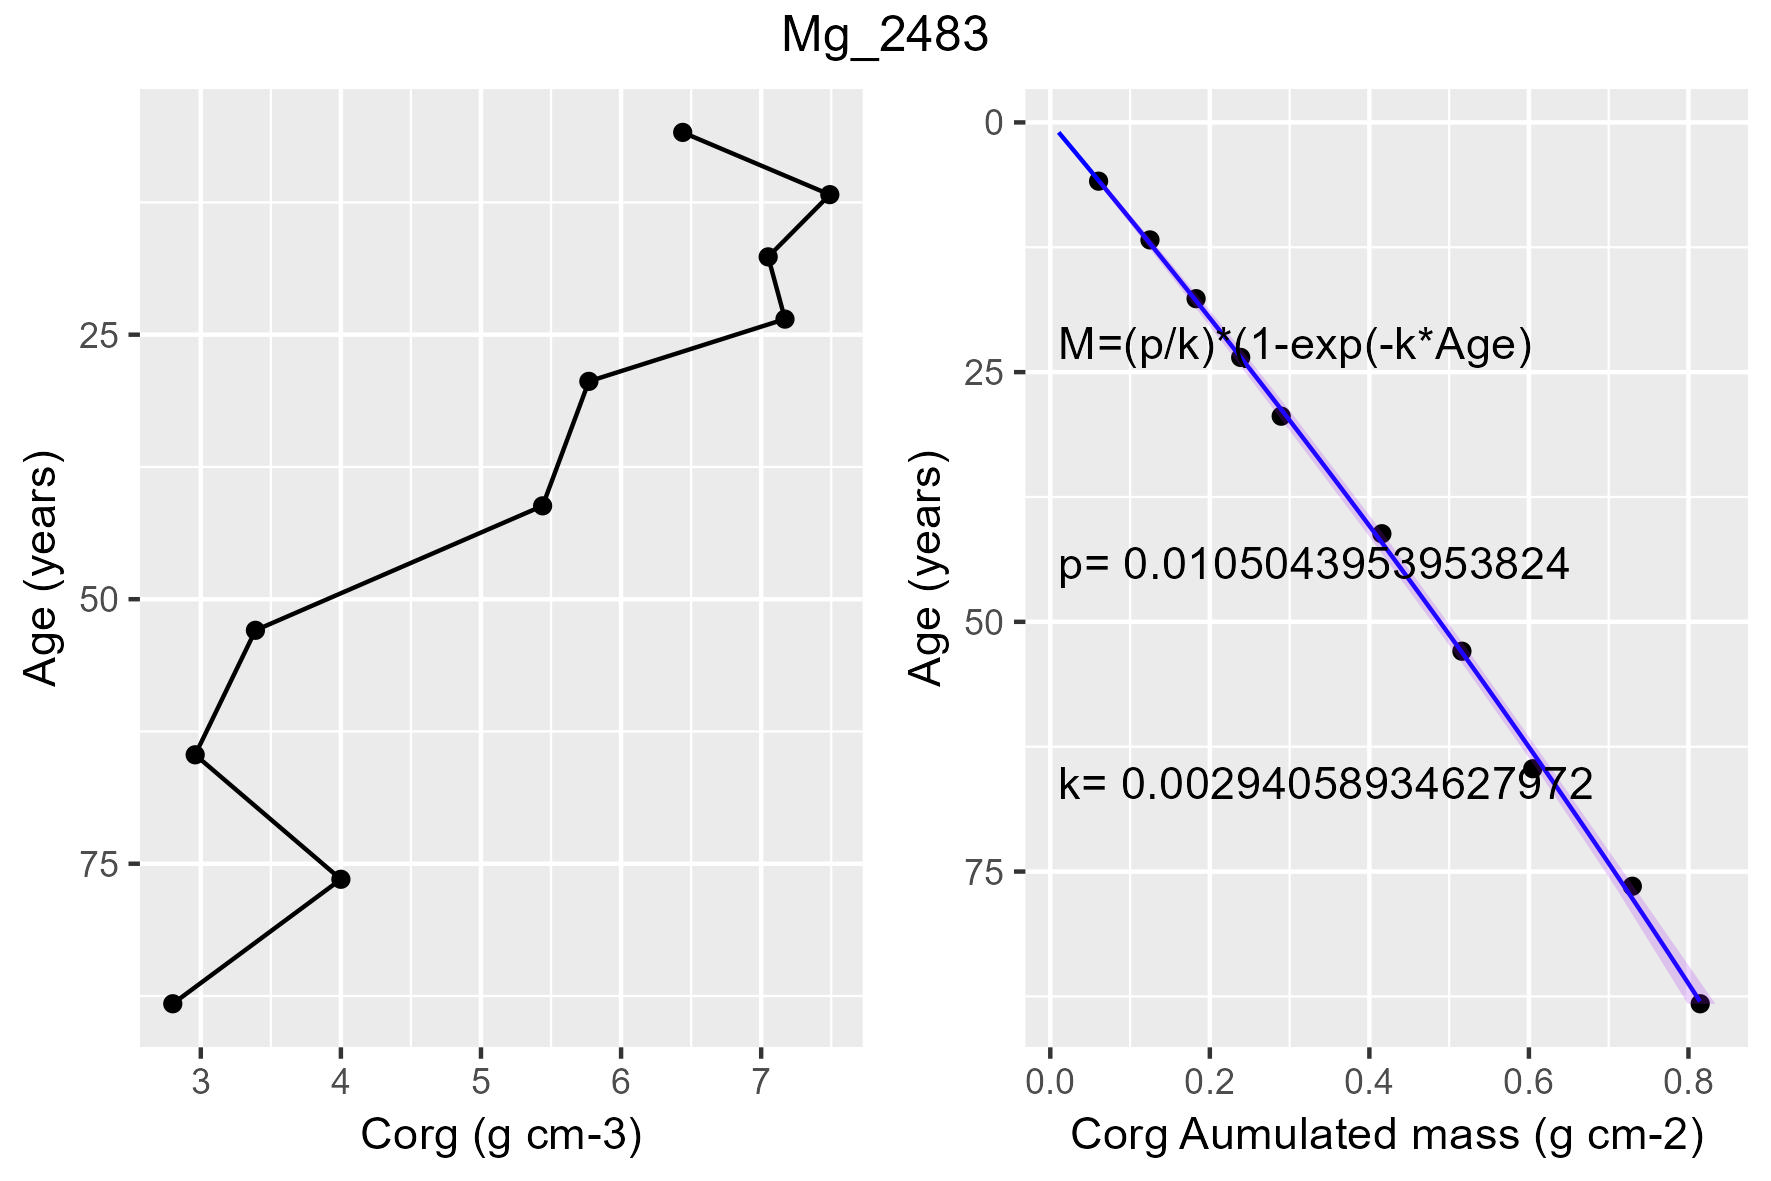 Mg_2483
Age (years)
25
50
75
3
4
5
6
7
Corg (g cm-3)
Age (years)
0
25
50
75
M=(p/k)*(1-exp(-k*Age)
p= 0.0105043953953824
k= 0.00294058934627972
0.0
0.2
0.4
0.6
0.8
Corg Aumulated mass (g cm-2)